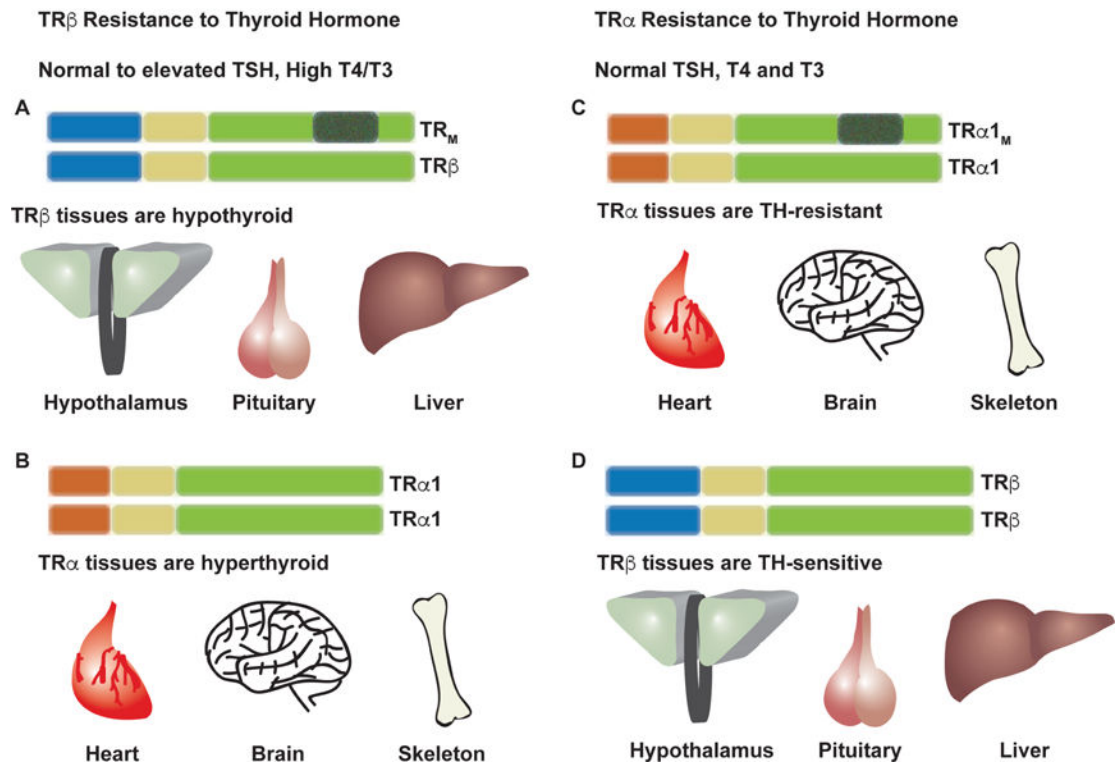 TRβ Resistance to Thyroid Hormone
Normal to elevated TSH, High T4/T3
A
TRM
TRβ
TRβ tissues are hypothyroid
Hypothalamus Pituitary Liver
B
TRα1
TRα1
TRα tissues are hyperthyroid
Heart Brain Skeleton
TRα Resistance to Thyroid Hormone
Normal TSH, T4 and T3
C
TRα1M
TRα1
TRα tissues are TH-resistant
Heart Brain Skeleton
D
TRβ
TRβ
TRβ tissues are TH-sensitive
Hypothalamus Pituitary Liver